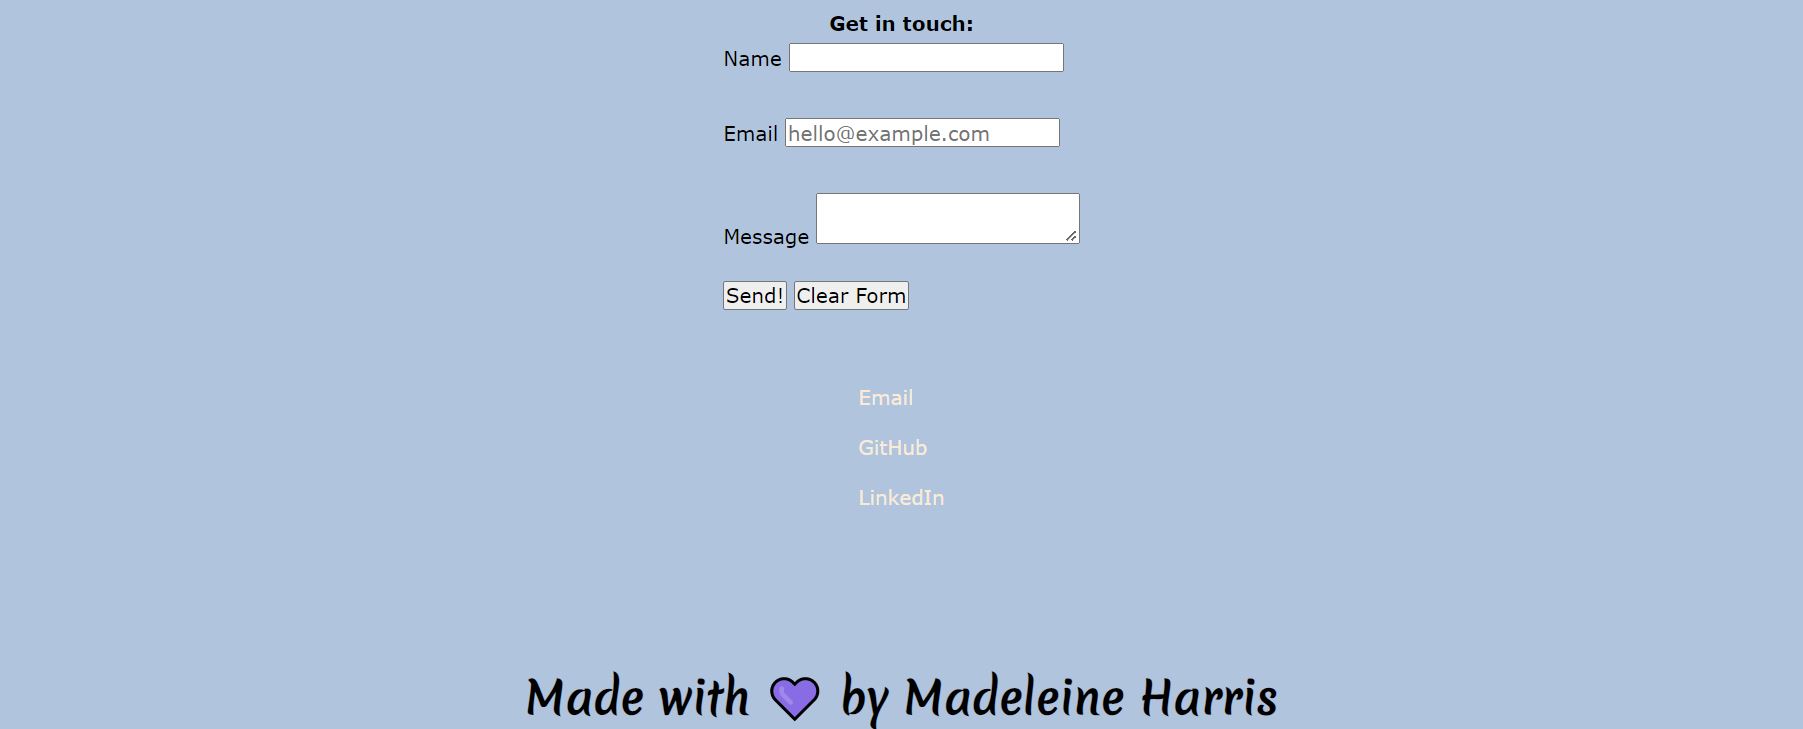 Get in touch:
Name
Email hello@example.com
Message
Send! Clear Form
Email
GitHub
LinkedIn
Made with 💜 by Madeleine Harris